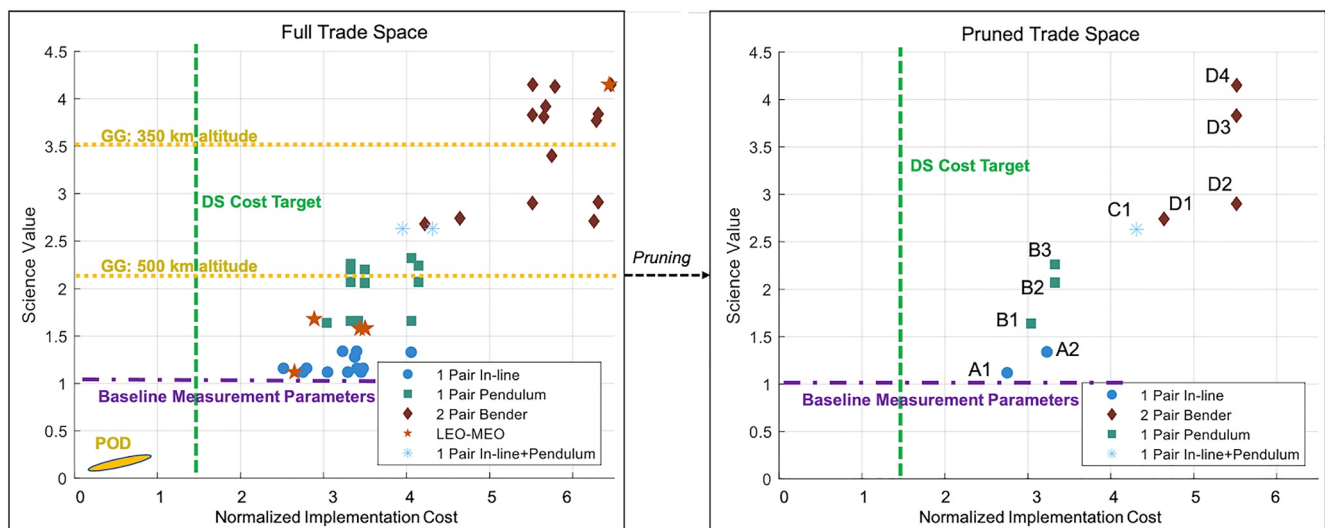 Full Trade Space
4.5
4
3.5
3
2.5
2
1.5
1
0.5
0
Science Value
GG: 350 km altitude
DS Cost Target
GG: 500 km altitude
Baseline Measurement Parameters
POD
1 Pair In-line
1 Pair Pendulum
2 Pair Bender
LEO-MEO
1 Pair In-line+Pendulum
0 1 2 3 4 5 6
Normalized Implementation Cost
Pruning
Pruned Trade Space
4.5
4
3.5
3
2.5
2
1.5
1
0.5
0
Science Value
D4
D3
DS Cost Target
D2
C1 D1
B3
B2
B1
A2
A1
Baseline Measurement Parameters
1 Pair In-line
2 Pair Bender
1 Pair Pendulum
1 Pair In-line+Pendulum
0 1 2 3 4 5 6
Normalized Implementation Cost